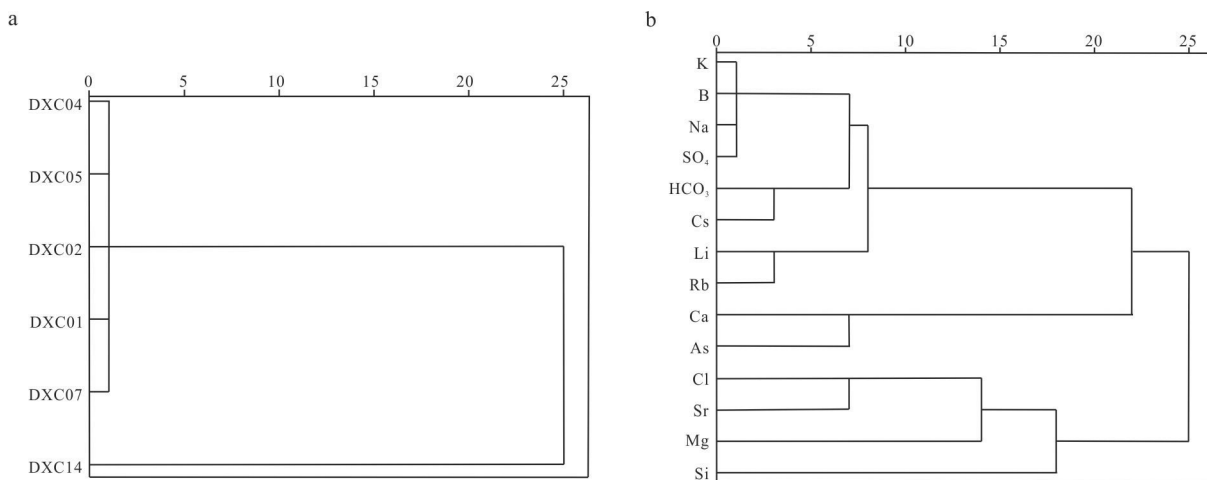 a
0 5 10 15 20 25
DXC04
DXC05
DXC02
DXC01
DXC07
DXC14
b
0 5 10 15 20 25
K
B
Na
SO₄
HCO₃
Cs
Li
Rb
Ca
As
Cl
Sr
Mg
Si